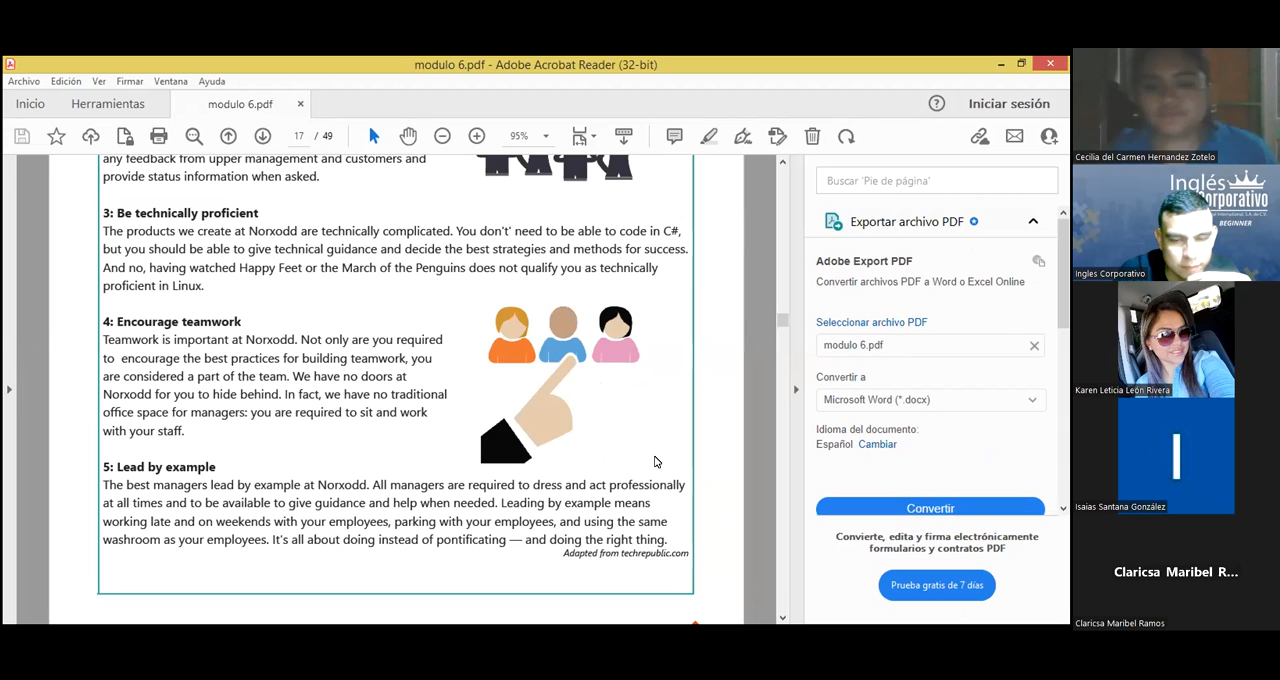 modulo 6.pdf - Adobe Acrobat Reader (32-bit)
Archivo Edición Ver Firmar Ventana Ayuda
Inicio Herramientas modulo 6.pdf × Iniciar sesión
17 / 49 95%
any feedback from upper management and customers and
provide status information when asked.
3: Be technically proficient
The products we create at Norxodd are technically complicated. You don't' need to be able to code in C#,
but you should be able to give technical guidance and decide the best strategies and methods for success.
And no, having watched Happy Feet or the March of the Penguins does not qualify you as technically
proficient in Linux.
4: Encourage teamwork
Teamwork is important at Norxodd. Not only are you required
to encourage the best practices for building teamwork, you
are considered a part of the team. We have no doors at
Norxodd for you to hide behind. In fact, we have no traditional
office space for managers: you are required to sit and work
with your staff.
5: Lead by example
The best managers lead by example at Norxodd. All managers are required to dress and act professionally
at all times and to be available to give guidance and help when needed. Leading by example means
working late and on weekends with your employees, parking with your employees, and using the same
washroom as your employees. It's all about doing instead of pontificating — and doing the right thing.
Adapted from techrepublic.com
Buscar 'Pie de página'
Exportar archivo PDF
Adobe Export PDF
Convertir archivos PDF a Word o Excel Online
Seleccionar archivo PDF
modulo 6.pdf
Convertir a
Microsoft Word (*.docx)
Idioma del documento:
Español Cambiar
Convertir
Convierte, edita y firma electrónicamente
formularios y contratos PDF
Prueba gratis de 7 días
Cecilia del Carmen Hernandez Zotelo
Inglés
Corporativo
BEGINNER
Ingles Corporativo
Karen Leticia León Rivera
I
Isaías Santana González
Claricsa Maribel R...
Claricsa Maribel Ramos